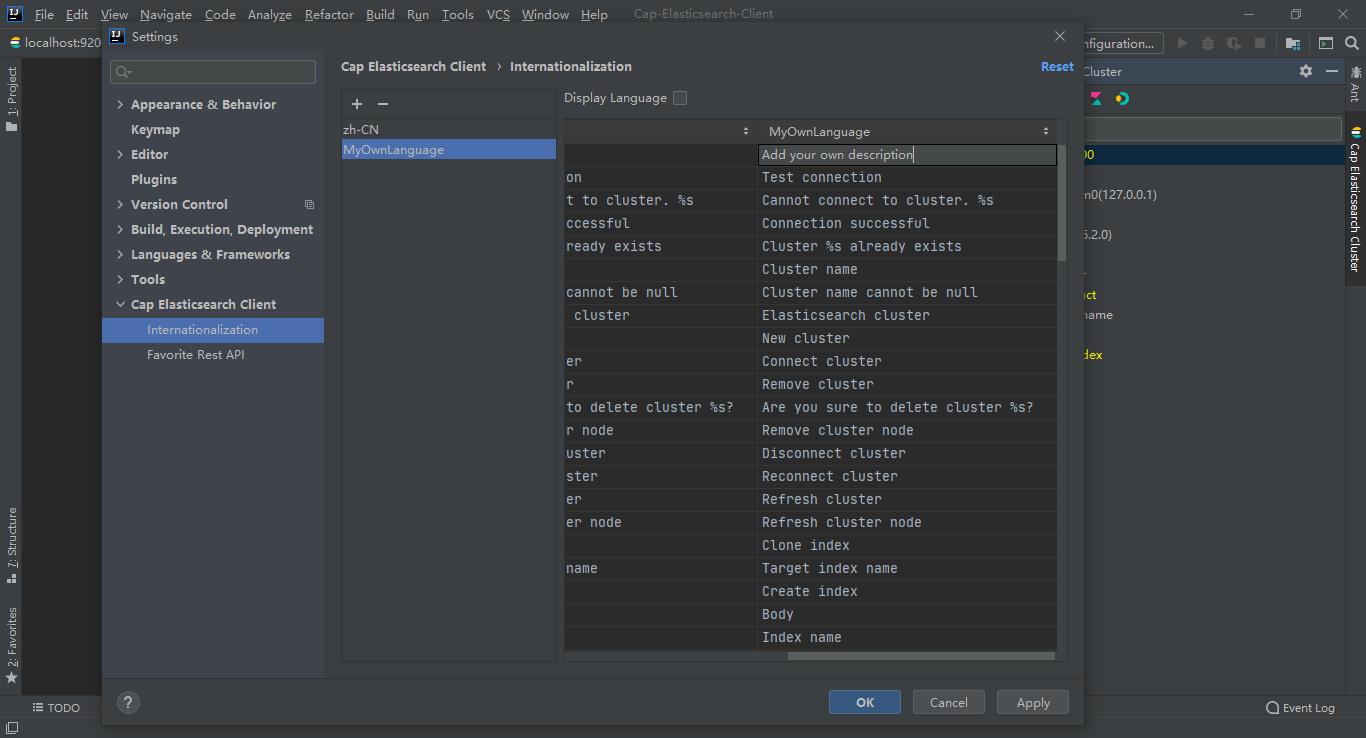 File Edit View Navigate Code Analyze Refactor Build Run Tools VCS Window Help Cap-Elasticsearch-Client
localhost:920
Settings
nfiguration...
1: Project
7: Structure
2: Favorites
Appearance & Behavior
Keymap
Editor
Plugins
Version Control
Build, Execution, Deployment
Languages & Frameworks
Tools
Cap Elasticsearch Client
Internationalization
Favorite Rest API
Cap Elasticsearch Client › Internationalization
Reset
+ −
zh-CN
MyOwnLanguage
Display Language
MyOwnLanguage
Add your own description
on Test connection
t to cluster. %s Cannot connect to cluster. %s
ccessful Connection successful
ready exists Cluster %s already exists
Cluster name
cannot be null Cluster name cannot be null
cluster Elasticsearch cluster
New cluster
er Connect cluster
r Remove cluster
to delete cluster %s? Are you sure to delete cluster %s?
r node Remove cluster node
uster Disconnect cluster
ster Reconnect cluster
er Refresh cluster
er node Refresh cluster node
Clone index
name Target index name
Create index
Body
Index name
?
OK Cancel Apply
Cluster
00
m0(127.0.0.1)
6.2.0)
uct
name
dex
Ant
Cap Elasticsearch Cluster
TODO
Event Log